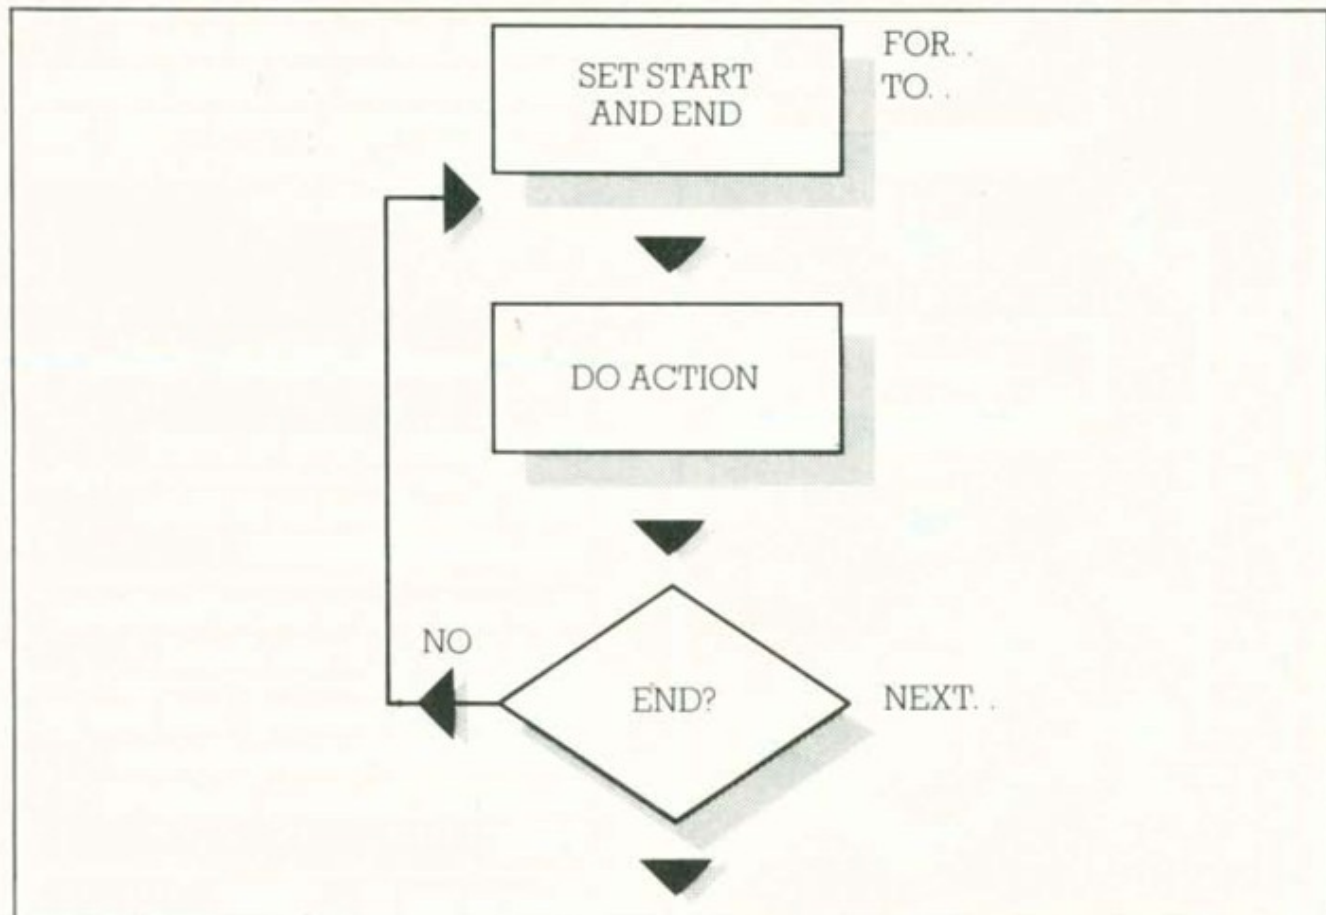 SET START
AND END
FOR. .
TO. .
DO ACTION
NO
END?
NEXT. .